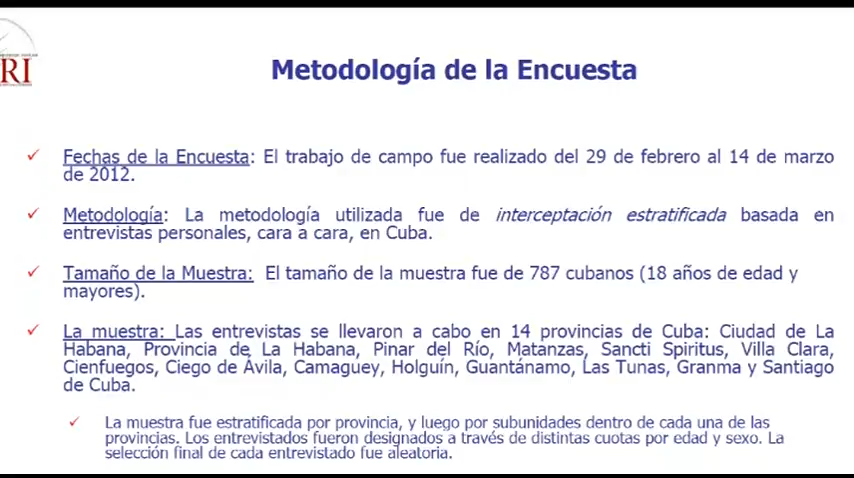 RI
Metodología de la Encuesta
Fechas de la Encuesta: El trabajo de campo fue realizado del 29 de febrero al 14 de marzo
de 2012.
Metodología: La metodología utilizada fue de interceptación estratificada basada en
entrevistas personales, cara a cara, en Cuba.
Tamaño de la Muestra: El tamaño de la muestra fue de 787 cubanos (18 años de edad y
mayores).
La muestra: Las entrevistas se llevaron a cabo en 14 provincias de Cuba: Ciudad de La
Habana, Provincia de La Habana, Pinar del Río, Matanzas, Sancti Spiritus, Villa Clara,
Cienfuegos, Ciego de Ávila, Camaguey, Holguín, Guantánamo, Las Tunas, Granma y Santiago
de Cuba.
La muestra fue estratificada por provincia, y luego por subunidades dentro de cada una de las
provincias. Los entrevistados fueron designados a través de distintas cuotas por edad y sexo. La
selección final de cada entrevistado fue aleatoria.